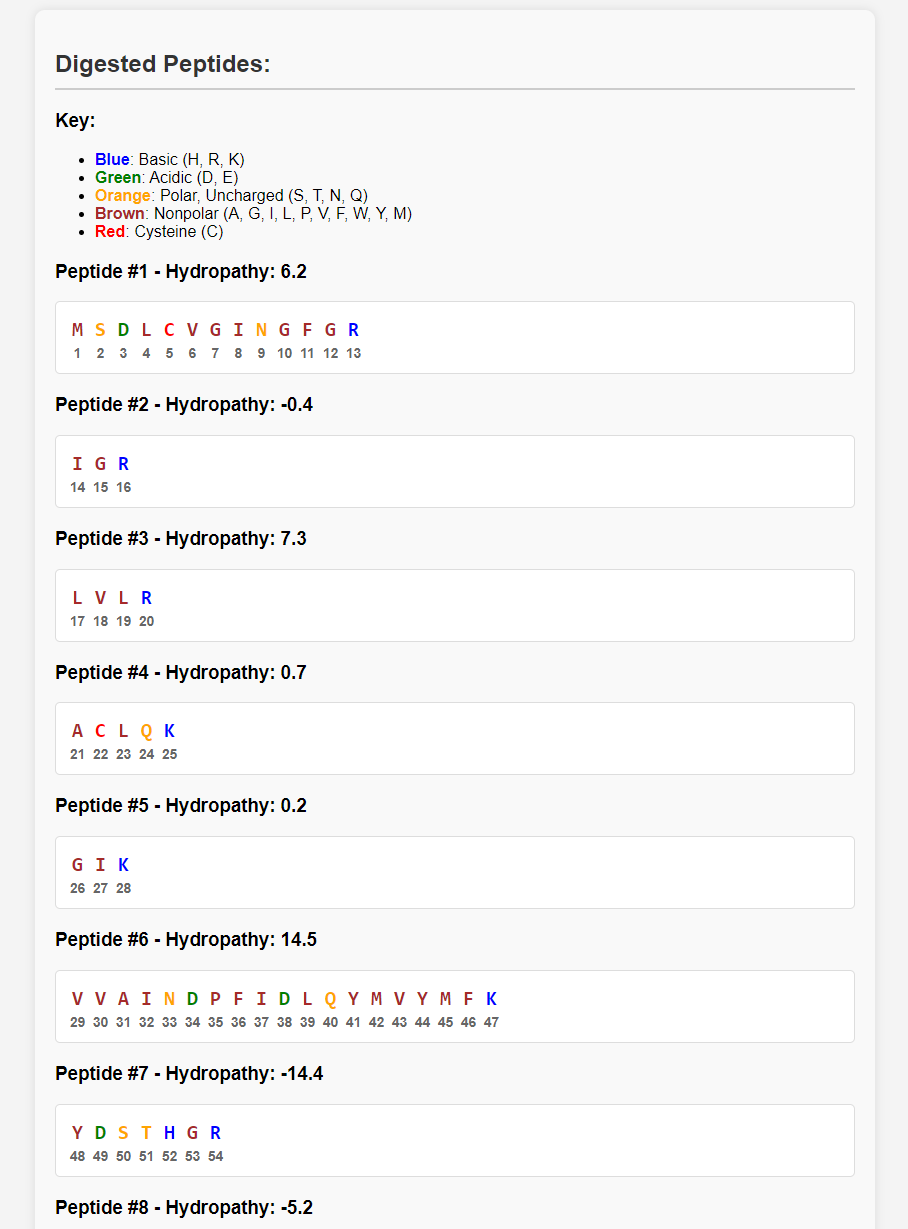 Digested Peptides:
Key:
Blue: Basic (H, R, K)
Green: Acidic (D, E)
Orange: Polar, Uncharged (S, T, N, Q)
Brown: Nonpolar (A, G, I, L, P, V, F, W, Y, M)
Red: Cysteine (C)
Peptide #1 - Hydropathy: 6.2
M S D L C V G I N G F G R
1 2 3 4 5 6 7 8 9 10 11 12 13
Peptide #2 - Hydropathy: -0.4
I G R
14 15 16
Peptide #3 - Hydropathy: 7.3
L V L R
17 18 19 20
Peptide #4 - Hydropathy: 0.7
A C L Q K
21 22 23 24 25
Peptide #5 - Hydropathy: 0.2
G I K
26 27 28
Peptide #6 - Hydropathy: 14.5
V V A I N D P F I D L Q Y M V Y M F K
29 30 31 32 33 34 35 36 37 38 39 40 41 42 43 44 45 46 47
Peptide #7 - Hydropathy: -14.4
Y D S T H G R
48 49 50 51 52 53 54
Peptide #8 - Hydropathy: -5.2